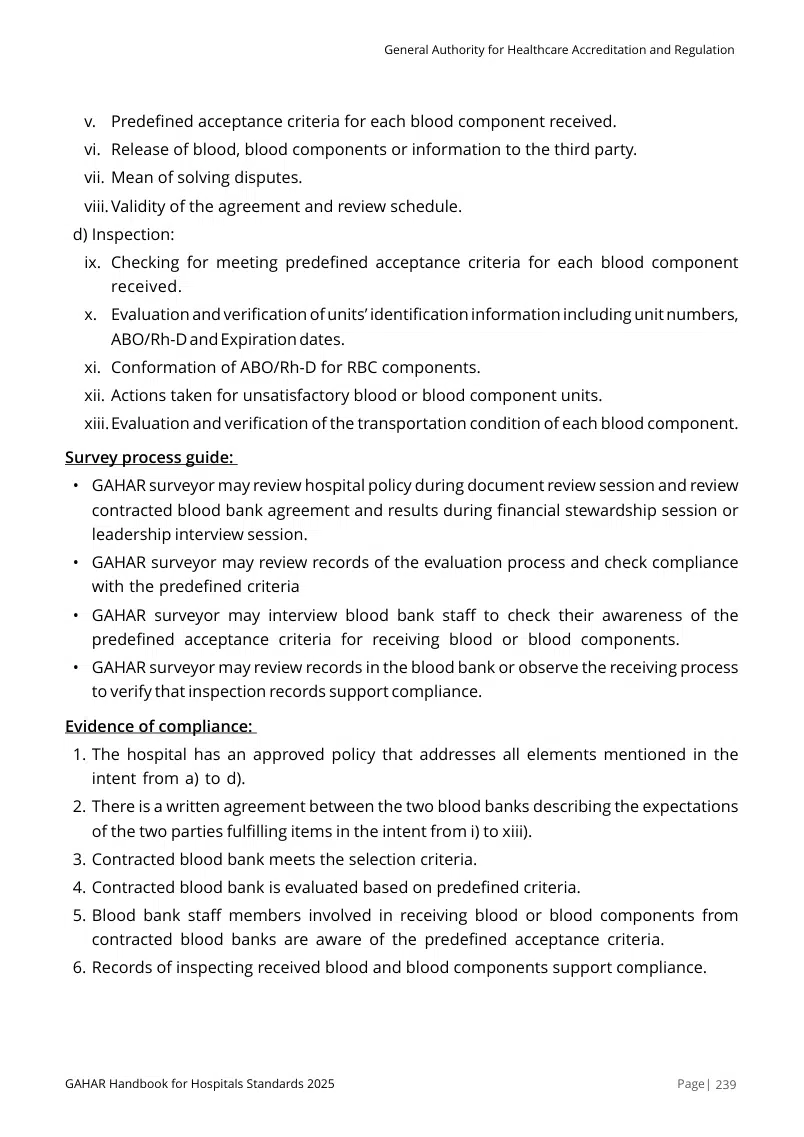 General Authority for Healthcare Accreditation and Regulation
v. Predefined acceptance criteria for each blood component received.
vi. Release of blood, blood components or information to the third party.
vii. Mean of solving disputes.
viii. Validity of the agreement and review schedule.
d) Inspection:
ix. Checking for meeting predefined acceptance criteria for each blood component
received.
x. Evaluation and verification of units’ identification information including unit numbers,
ABO/Rh-D and Expiration dates.
xi. Conformation of ABO/Rh-D for RBC components.
xii. Actions taken for unsatisfactory blood or blood component units.
xiii. Evaluation and verification of the transportation condition of each blood component.
Survey process guide:
• GAHAR surveyor may review hospital policy during document review session and review
contracted blood bank agreement and results during financial stewardship session or
leadership interview session.
• GAHAR surveyor may review records of the evaluation process and check compliance
with the predefined criteria
• GAHAR surveyor may interview blood bank staff to check their awareness of the
predefined acceptance criteria for receiving blood or blood components.
• GAHAR surveyor may review records in the blood bank or observe the receiving process
to verify that inspection records support compliance.
Evidence of compliance:
1. The hospital has an approved policy that addresses all elements mentioned in the
intent from a) to d).
2. There is a written agreement between the two blood banks describing the expectations
of the two parties fulfilling items in the intent from i) to xiii).
3. Contracted blood bank meets the selection criteria.
4. Contracted blood bank is evaluated based on predefined criteria.
5. Blood bank staff members involved in receiving blood or blood components from
contracted blood banks are aware of the predefined acceptance criteria.
6. Records of inspecting received blood and blood components support compliance.
GAHAR Handbook for Hospitals Standards 2025
Page| 239